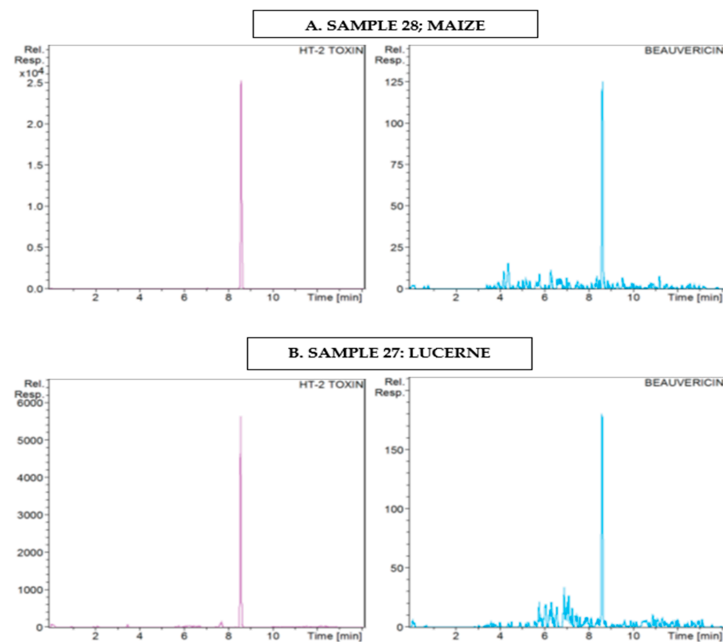 A. SAMPLE 28; MAIZE
Rel.
Resp.
x10⁴
HT-2 TOXIN
2.5
2.0
1.5
1.0
0.5
0.0
2 4 6 8 10 Time [min]
Rel.
Resp.
BEAUVERICIN
125
100
75
50
25
0
2 4 6 8 10 Time [min]
B. SAMPLE 27: LUCERNE
Rel.
Resp.
HT-2 TOXIN
6000
5000
4000
3000
2000
1000
0
2 4 6 8 10 Time [min]
Rel.
Resp.
BEAUVERICIN
150
100
50
0
2 4 6 8 10 Time [min]